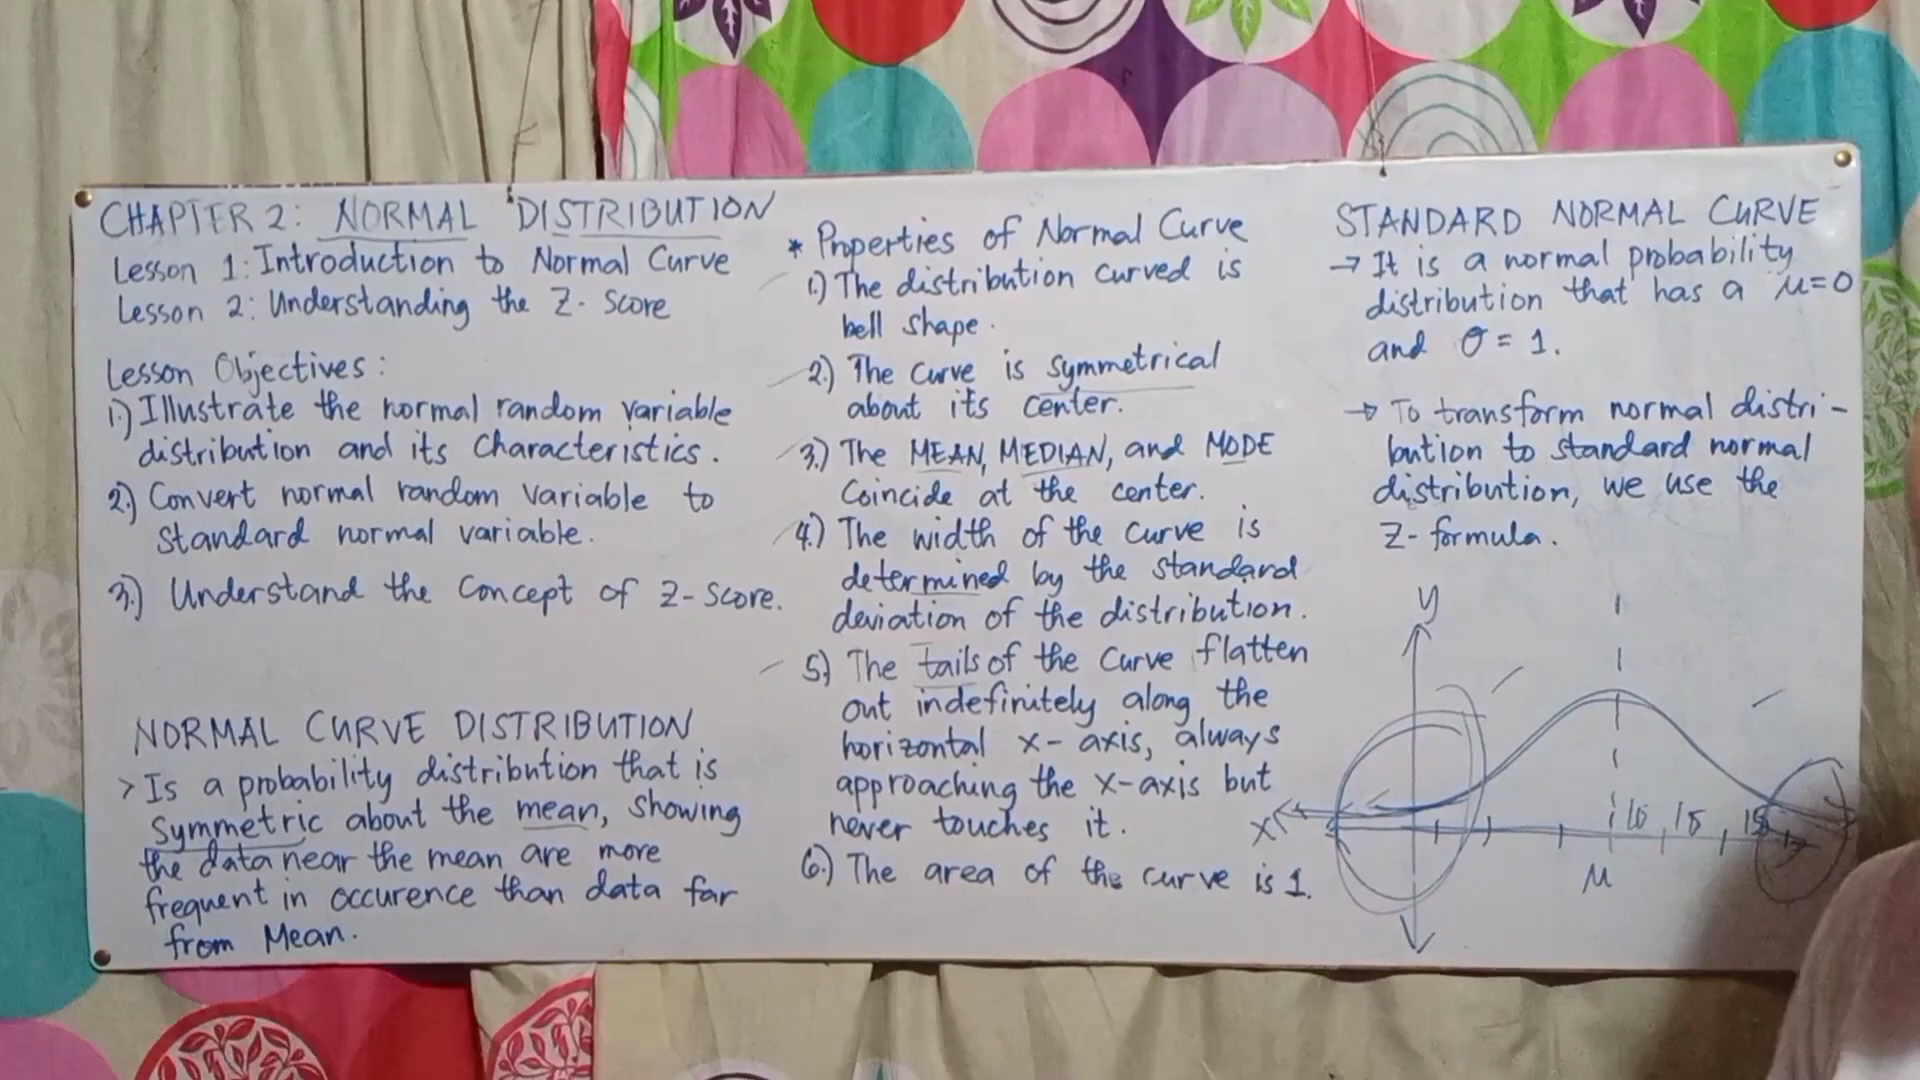 CHAPTER 2: NORMAL DISTRIBUTION
Lesson 1: Introduction to Normal Curve
Lesson 2: Understanding the Z-Score
Lesson Objectives:
1.) Illustrate the normal random variable
distribution and its characteristics.
2.) Convert normal random variable to
standard normal variable.
3.) Understand the concept of z-score.
NORMAL CURVE DISTRIBUTION
> Is a probability distribution that is
symmetric about the mean, showing
the data near the mean are more
frequent in occurence than data far
from Mean.
* Properties of Normal Curve
1.) The distribution curved is
bell shape.
2.) The curve is symmetrical
about its center.
3.) The MEAN, MEDIAN, and MODE
coincide at the center.
4.) The width of the curve is
determined by the standard
deviation of the distribution.
5.) The tails of the curve flatten
out indefinitely along the
horizontal x-axis, always
approaching the x-axis but
never touches it.
6.) The area of the curve is 1.
STANDARD NORMAL CURVE
→ It is a normal probability
distribution that has a μ=0
and σ = 1.
→ To transform normal distri-
bution to standard normal
distribution, we use the
Z-formula.
y
x
1σ 1σ 1σ
μ